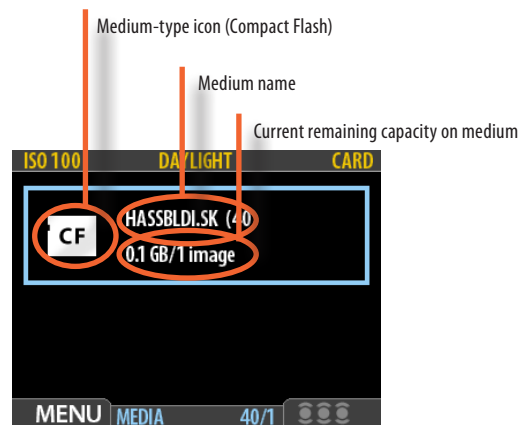 Medium-type icon (Compact Flash)
Medium name
Current remaining capacity on medium
ISO 100 DAYLIGHT CARD
CF
HASSBLDI.SK (40)
0.1 GB/1 image
MENU MEDIA 40/1